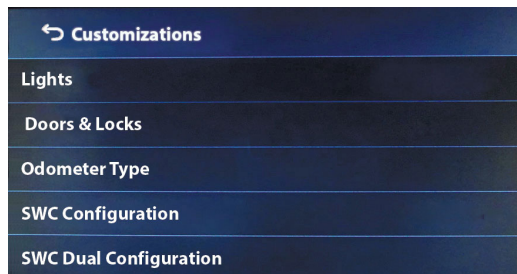 Customizations
Lights
Doors & Locks
Odometer Type
SWC Configuration
SWC Dual Configuration